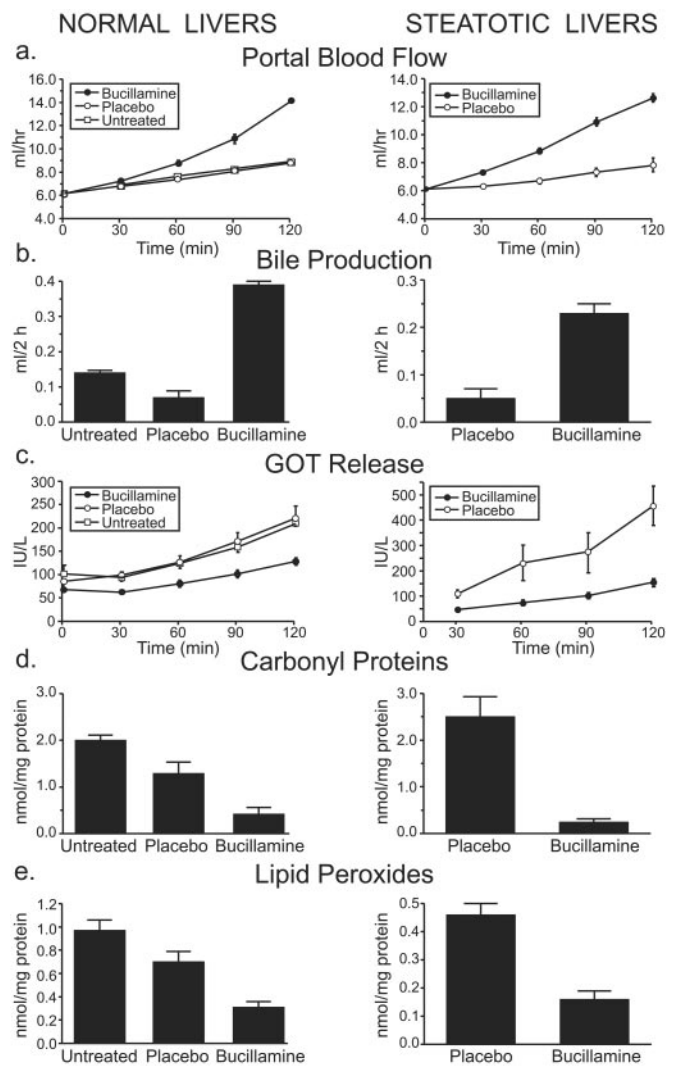 NORMAL LIVERS STEATOTIC LIVERS
a. Portal Blood Flow
16.0
14.0
12.0
10.0
8.0
6.0
4.0
ml/hr
Bucillamine
Placebo
Untreated
0 30 60 90 120
Time (min)
14.0
12.0
10.0
8.0
6.0
4.0
ml/hr
Bucillamine
Placebo
0 30 60 90 120
Time (min)
b. Bile Production
0.4
0.3
0.2
0.1
0.0
ml/2 h
Untreated Placebo Bucillamine
0.3
0.2
0.1
0.0
ml/2 h
Placebo Bucillamine
c. GOT Release
300
250
200
150
100
50
0
IU/L
Bucillamine
Placebo
Untreated
0 30 60 90 120
Time (min)
500
400
300
200
100
0
IU/L
Bucillamine
Placebo
0 30 60 90 120
Time (min)
d. Carbonyl Proteins
3.0
2.0
1.0
0.0
nmol/mg protein
Untreated Placebo Bucillamine
3.0
2.0
1.0
0.0
nmol/mg protein
Placebo Bucillamine
e. Lipid Peroxides
1.2
1.0
0.8
0.6
0.4
0.2
0.0
nmol/mg protein
Untreated Placebo Bucillamine
0.5
0.4
0.3
0.2
0.1
0.0
nmol/mg protein
Placebo Bucillamine